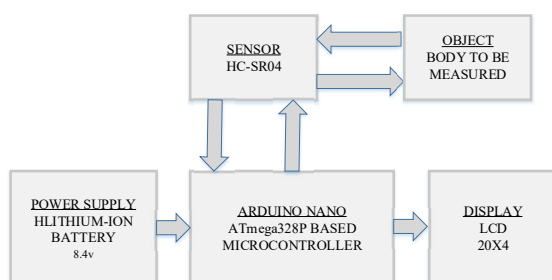 SENSOR
HC-SR04
OBJECT
BODY TO BE
MEASURED
POWER SUPPLY
HLITHIUM-ION
BATTERY
8.4v
ARDUINO NANO
ATmega328P BASED
MICROCONTROLLER
DISPLAY
LCD
20X4